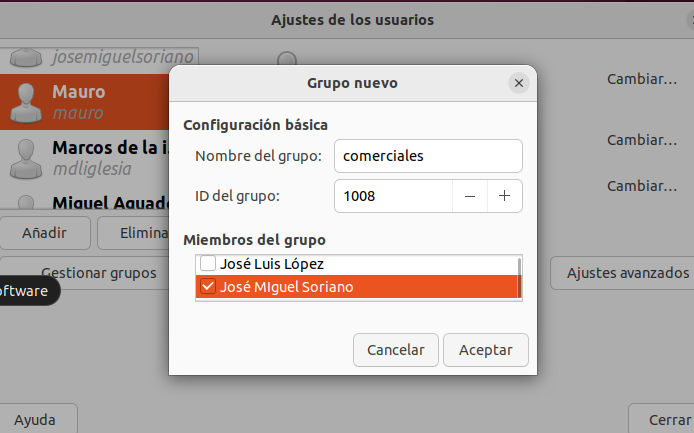 Ajustes de los usuarios
josemiguelsoriano
Mauro
mauro
Marcos de la i...
mdliglesia
Miguel Aguad
Añadir
Elimina
Gestionar grupos
oftware
Ayuda
Grupo nuevo
Configuración básica
Nombre del grupo: comerciales
ID del grupo: 1008
Miembros del grupo
José Luis López
José MIguel Soriano
Cancelar
Aceptar
Cambiar...
Cambiar...
Cambiar...
Ajustes avanzados
Cerrar